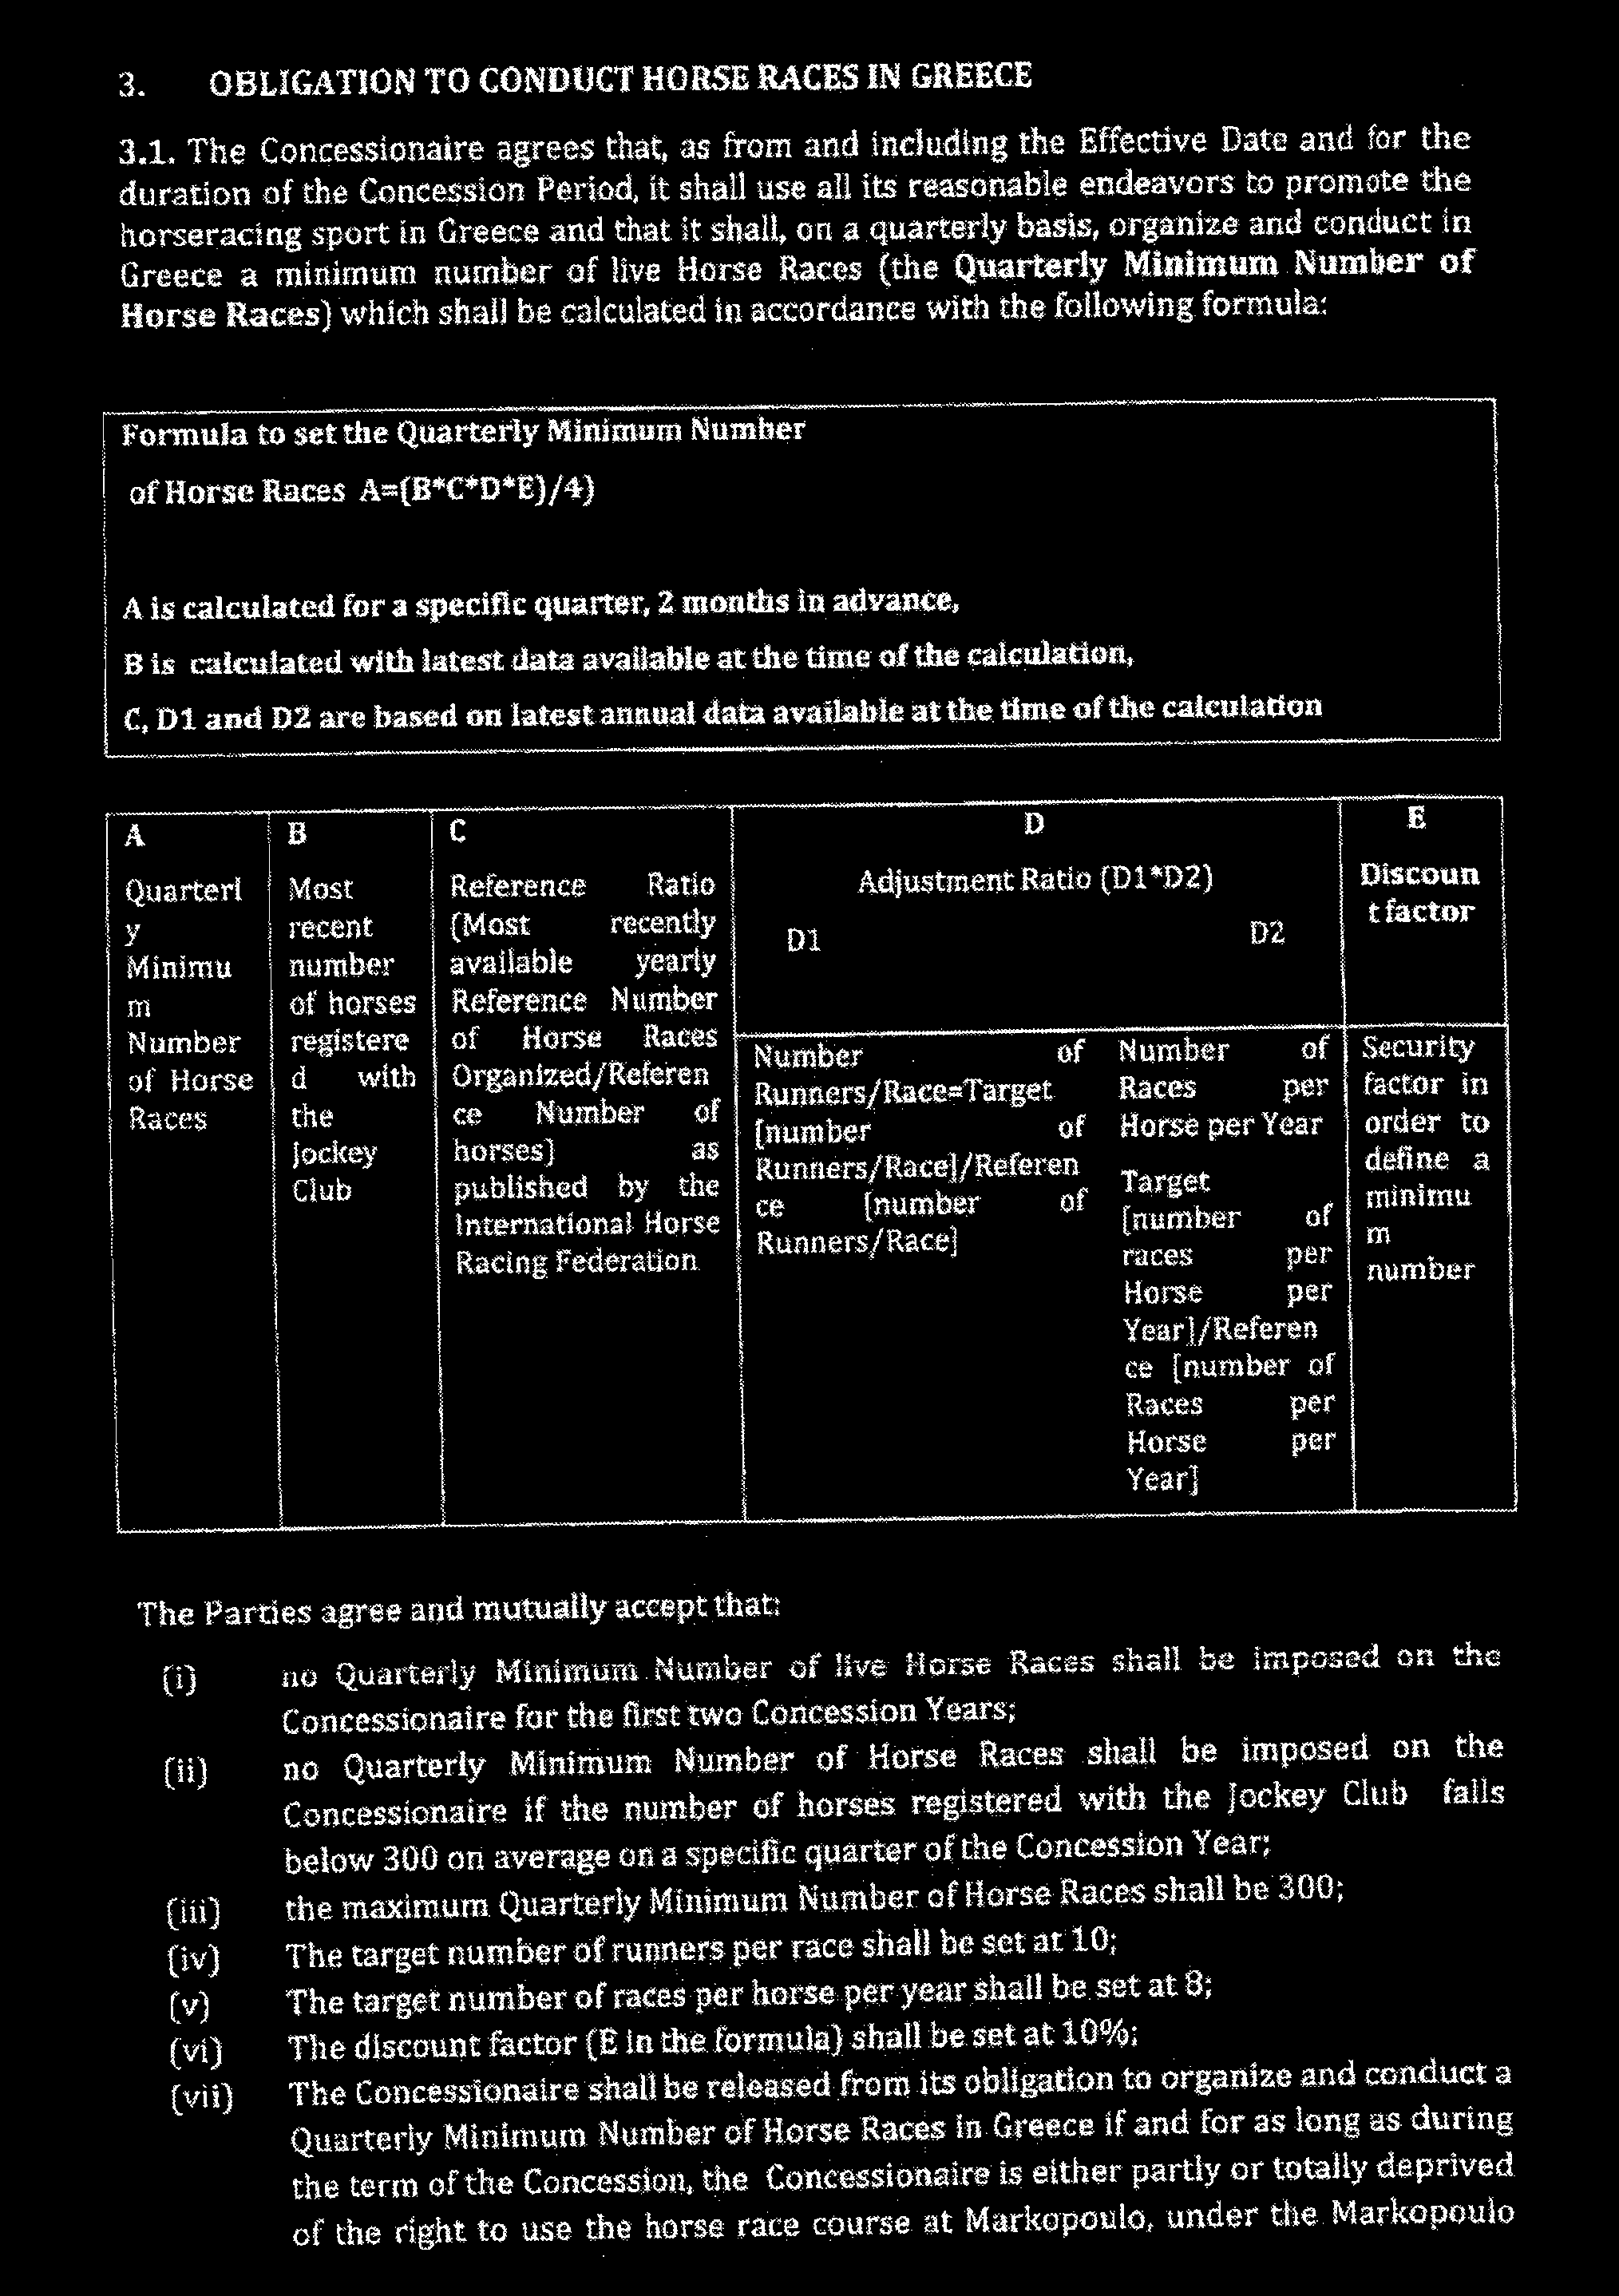 3. OBLIGATION TO CONDUCT HORSE RACES IN GREECE
3.1. The Concessionaire agrees that, as from and including the Effective Date and for the
duration of the Concession Period, it shall use all its reasonable endeavors to promote the
horseracing sport in Greece and that it shall, on a quarterly basis, organize and conduct in
Greece a minimum number of live Horse Races (the Quarterly Minimum Number of
Horse Races) which shall be calculated in accordance with the following formula:
Formula to set the Quarterly Minimum Number
of Horse Races A=(B*C*D*E)/4)
A is calculated for a specific quarter, 2 months in advance,
B is calculated with latest data available at the time of the calculation,
C, D1 and D2 are based on latest annual data available at the time of the calculation
A
Quarterl
y
Minimu
m
Number
of Horse
Races
B
Most
recent
number
of horses
registere
d with
the
Jockey
Club
C
Reference Ratio
(Most recently
available yearly
Reference Number
of Horse Races
Organized/Referen
ce Number of
horses) as
published by the
International Horse
Racing Federation
D
Adjustment Ratio (D1*D2)
D1 D2
Number of
Runners/Race=Target
[number of
Runners/Race]/Referen
ce [number of
Runners/Race]
Number of
Races per
Horse per Year
Target
[number of
races per
Horse per
Year]/Referen
ce [number of
Races per
Horse per
Year]
E
Discoun
t factor
Security
factor in
order to
define a
minimu
m
number
The Parties agree and mutually accept that:
(i) no Quarterly Minimum Number of live Horse Races shall be imposed on the
Concessionaire for the first two Concession Years;
(ii) no Quarterly Minimum Number of Horse Races shall be imposed on the
Concessionaire if the number of horses registered with the Jockey Club falls
below 300 on average on a specific quarter of the Concession Year;
(iii) the maximum Quarterly Minimum Number of Horse Races shall be 300;
(iv) The target number of runners per race shall be set at 10;
(v) The target number of races per horse per year shall be set at 8;
(vi) The discount factor (E in the formula) shall be set at 10%;
(vii) The Concessionaire shall be released from its obligation to organize and conduct a
Quarterly Minimum Number of Horse Races in Greece if and for as long as during
the term of the Concession, the Concessionaire is either partly or totally deprived
of the right to use the horse race course at Markopoulo, under the Markopoulo